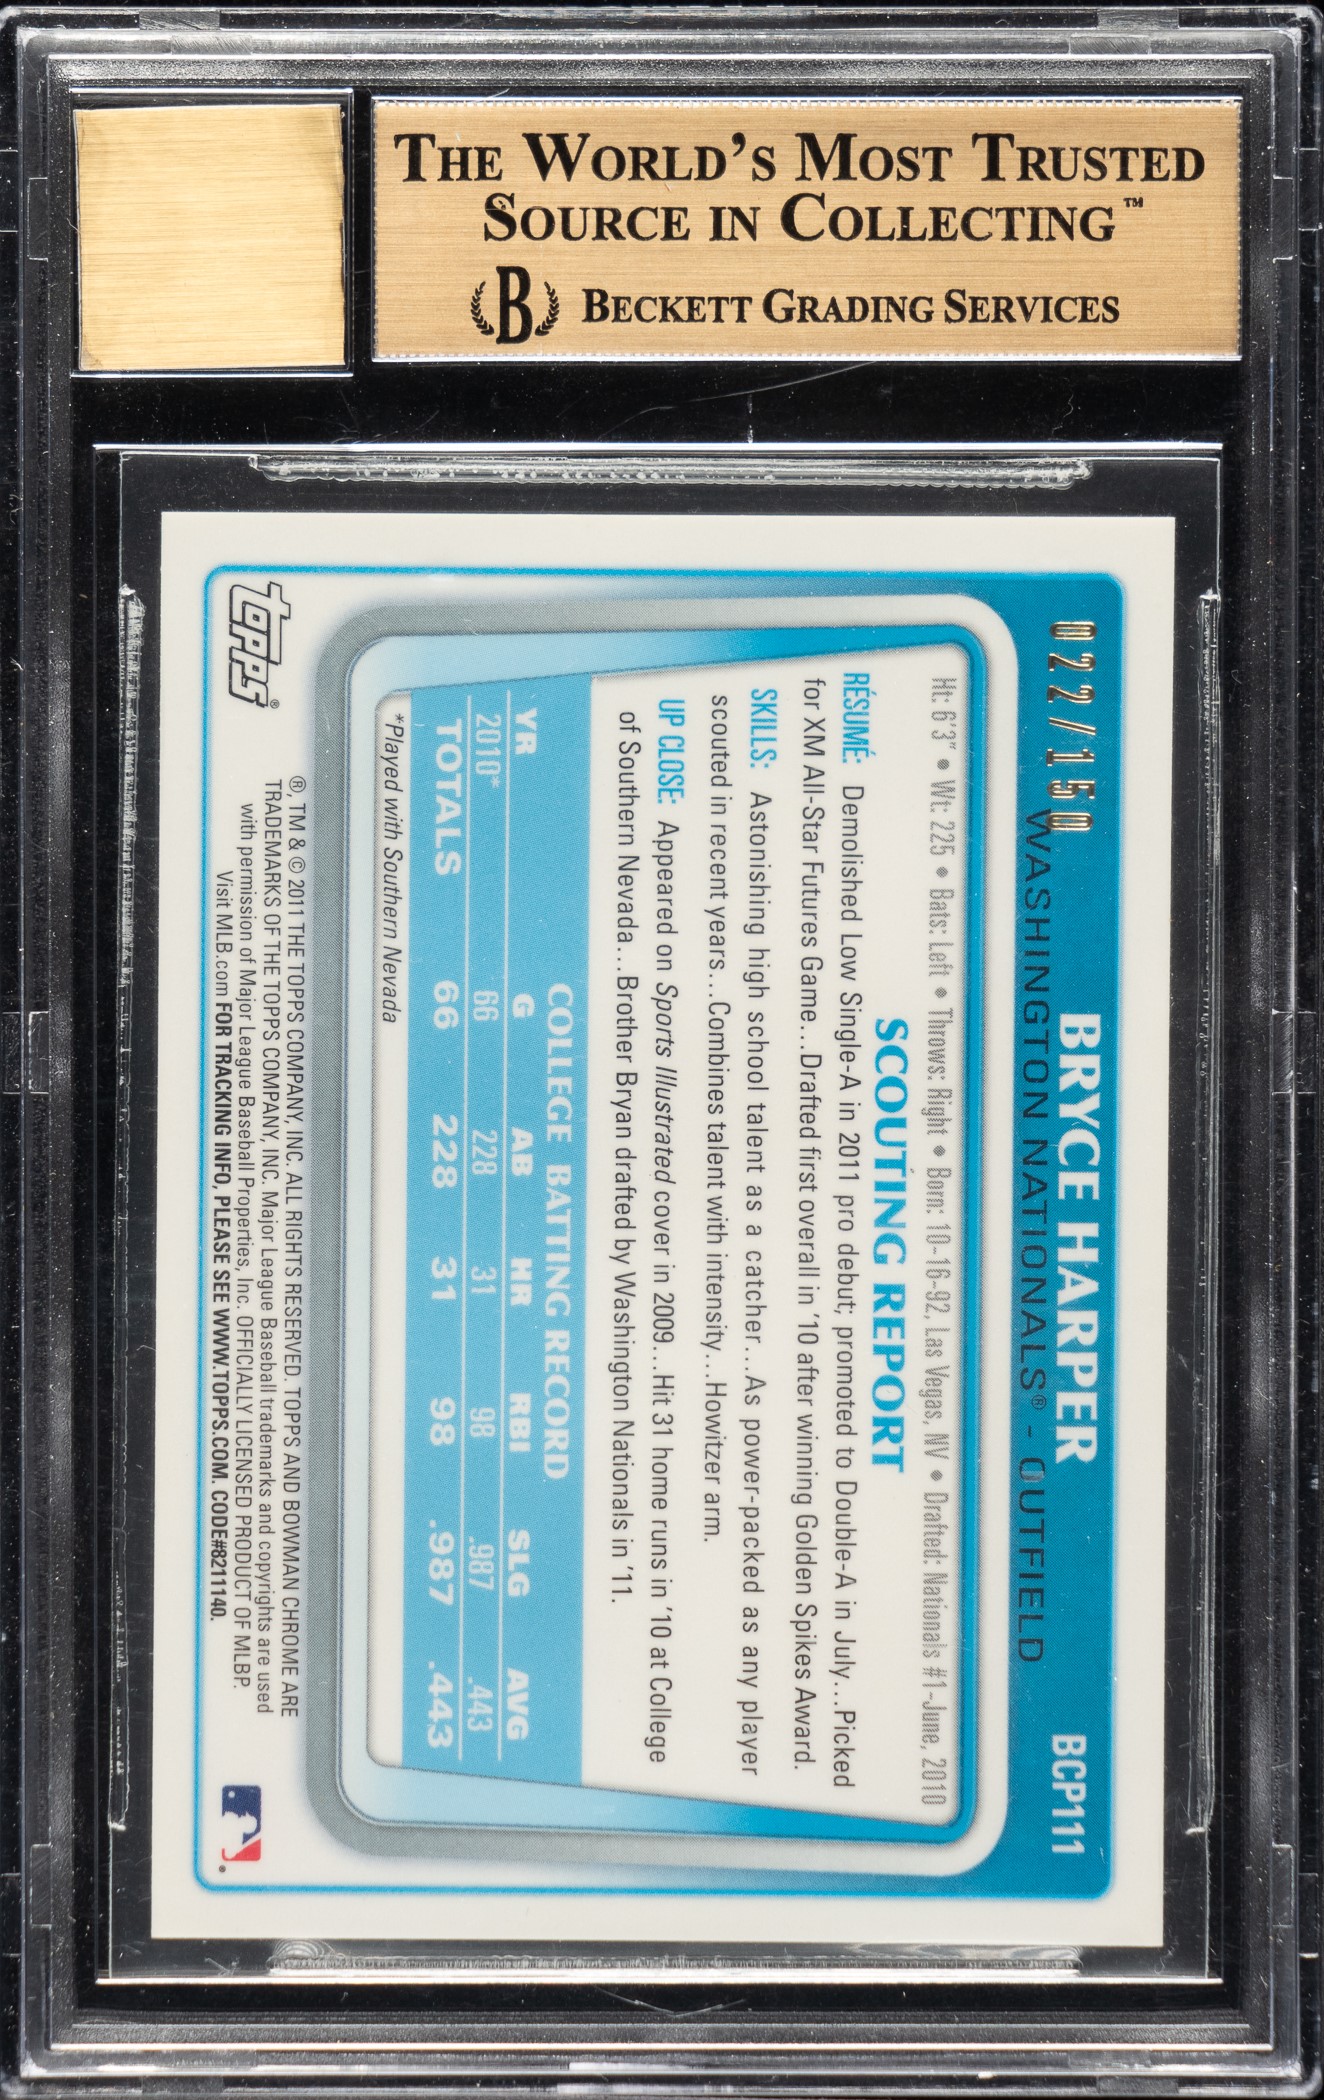 THE WORLD'S MOST TRUSTED
SOURCE IN COLLECTING™
B BECKETT GRADING SERVICES
022/150
BRYCE HARPER
BCP111
WASHINGTON NATIONALS® - OUTFIELD
Ht: 6'3" • Wt: 225 • Bats: Left • Throws: Right • Born: 10-16-92, Las Vegas, NV • Drafted: Nationals #1-June, 2010
SCOUTING REPORT
RÉSUMÉ: Demolished Low Single-A in 2011 pro debut; promoted to Double-A in July...Picked
for XM All-Star Futures Game...Drafted first overall in '10 after winning Golden Spikes Award.
SKILLS: Astonishing high school talent as a catcher...As power-packed as any player
scouted in recent years...Combines talent with intensity...Howitzer arm.
UP CLOSE: Appeared on Sports Illustrated cover in 2009...Hit 31 home runs in '10 at College
of Southern Nevada...Brother Bryan drafted by Washington Nationals in '11.
COLLEGE BATTING RECORD
YR G AB HR RBI SLG AVG
2010* 66 228 31 98 .987 .443
TOTALS 66 228 31 98 .987 .443
*Played with Southern Nevada
®, TM & © 2011 THE TOPPS COMPANY, INC. ALL RIGHTS RESERVED. TOPPS AND BOWMAN CHROME ARE
TRADEMARKS OF THE TOPPS COMPANY, INC. Major League Baseball trademarks and copyrights are used
with permission of Major League Baseball Properties, Inc. OFFICIALLY LICENSED PRODUCT OF MLBP.
Visit MLB.com FOR TRACKING INFO, PLEASE SEE WWW.TOPPS.COM. CODE#8211140.
topps®